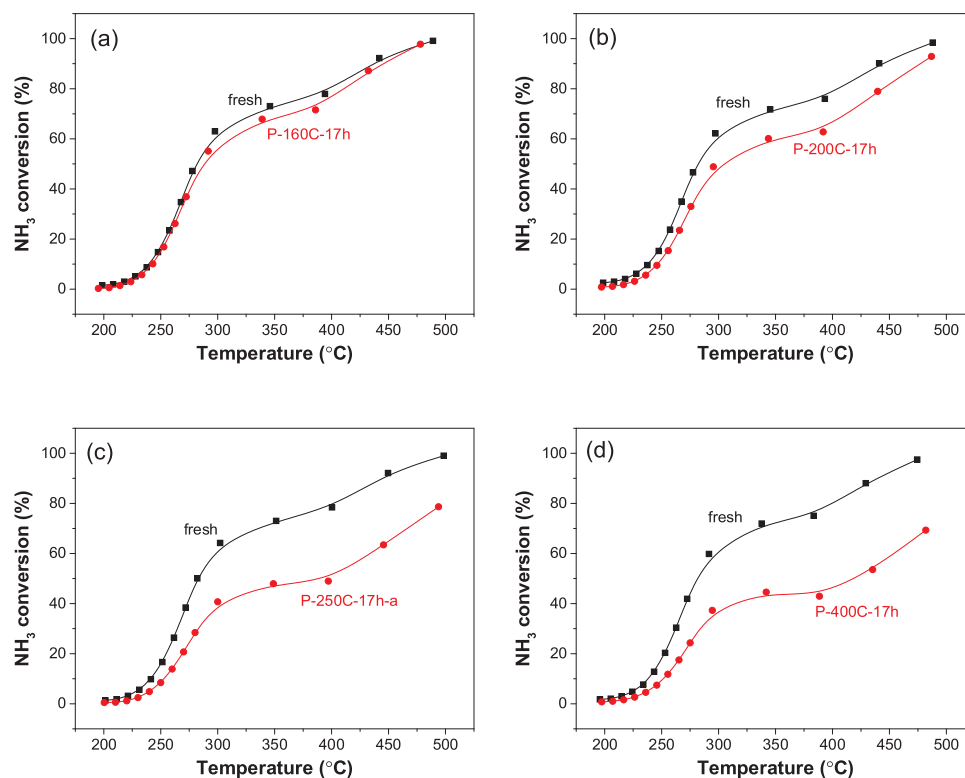 (a)
100
80
60
40
20
0
NH₃ conversion (%)
fresh
P-160C-17h
200 250 300 350 400 450 500
Temperature (°C)
(b)
100
80
60
40
20
0
NH₃ conversion (%)
fresh
P-200C-17h
200 250 300 350 400 450 500
Temperature (°C)
(c)
100
80
60
40
20
0
NH₃ conversion (%)
fresh
P-250C-17h-a
200 250 300 350 400 450 500
Temperature (°C)
(d)
100
80
60
40
20
0
NH₃ conversion (%)
fresh
P-400C-17h
200 250 300 350 400 450 500
Temperature (°C)